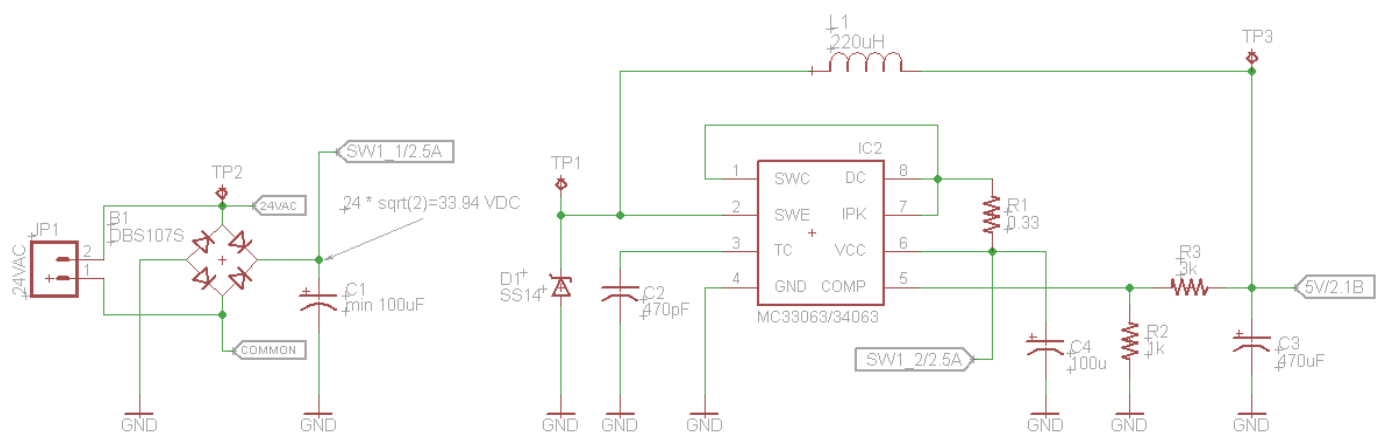 L1
220uH
TP3
IC2
SW1_1/2.5A
TP1
TP2
1 SWC DC 8
24VAC
24 * sqrt(2)=33.94 VDC
B1
DBS107S
R1
0.33
2 SWE IPK 7
JP1
2
1
24VAC
3 TC VCC 6
R3
3k
D1
SS14
C2
470pF
4 GND COMP 5
5V/2.1B
C1
min 100uF
MC33063/34063
R2
1k
C4
100u
C3
470uF
COMMON
SW1_2/2.5A
GND
GND
GND
GND
GND
GND
GND
GND